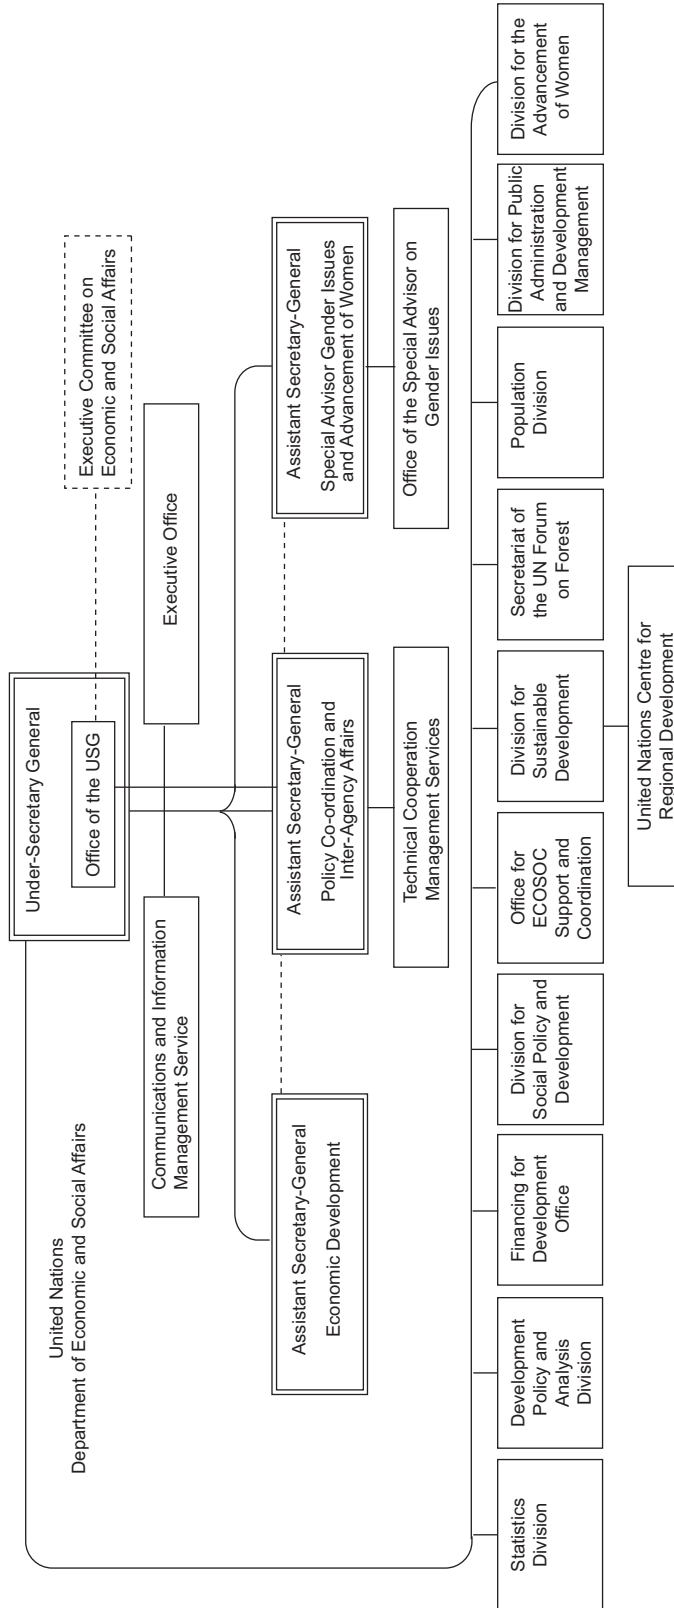 United Nations
Department of Economic and Social Affairs
Under-Secretary General
Office of the USG
Executive Committee on
Economic and Social Affairs
Communications and Information
Management Service
Executive Office
Assistant Secretary-General
Economic Development
Assistant Secretary-General
Policy Co-ordination and
Inter-Agency Affairs
Assistant Secretary-General
Special Advisor Gender Issues
and Advancement of Women
Technical Cooperation
Management Services
Office of the Special Advisor on
Gender Issues
Statistics
Division
Development
Policy and
Analysis
Division
Financing for
Development
Office
Division for
Social Policy and
Development
Office for
ECOSOC
Support and
Coordination
Division for
Sustainable
Development
Secretariat of
the UN Forum
on Forest
Population
Division
Division for Public
Administration
and Development
Management
Division for the
Advancement
of Women
United Nations Centre for
Regional Development